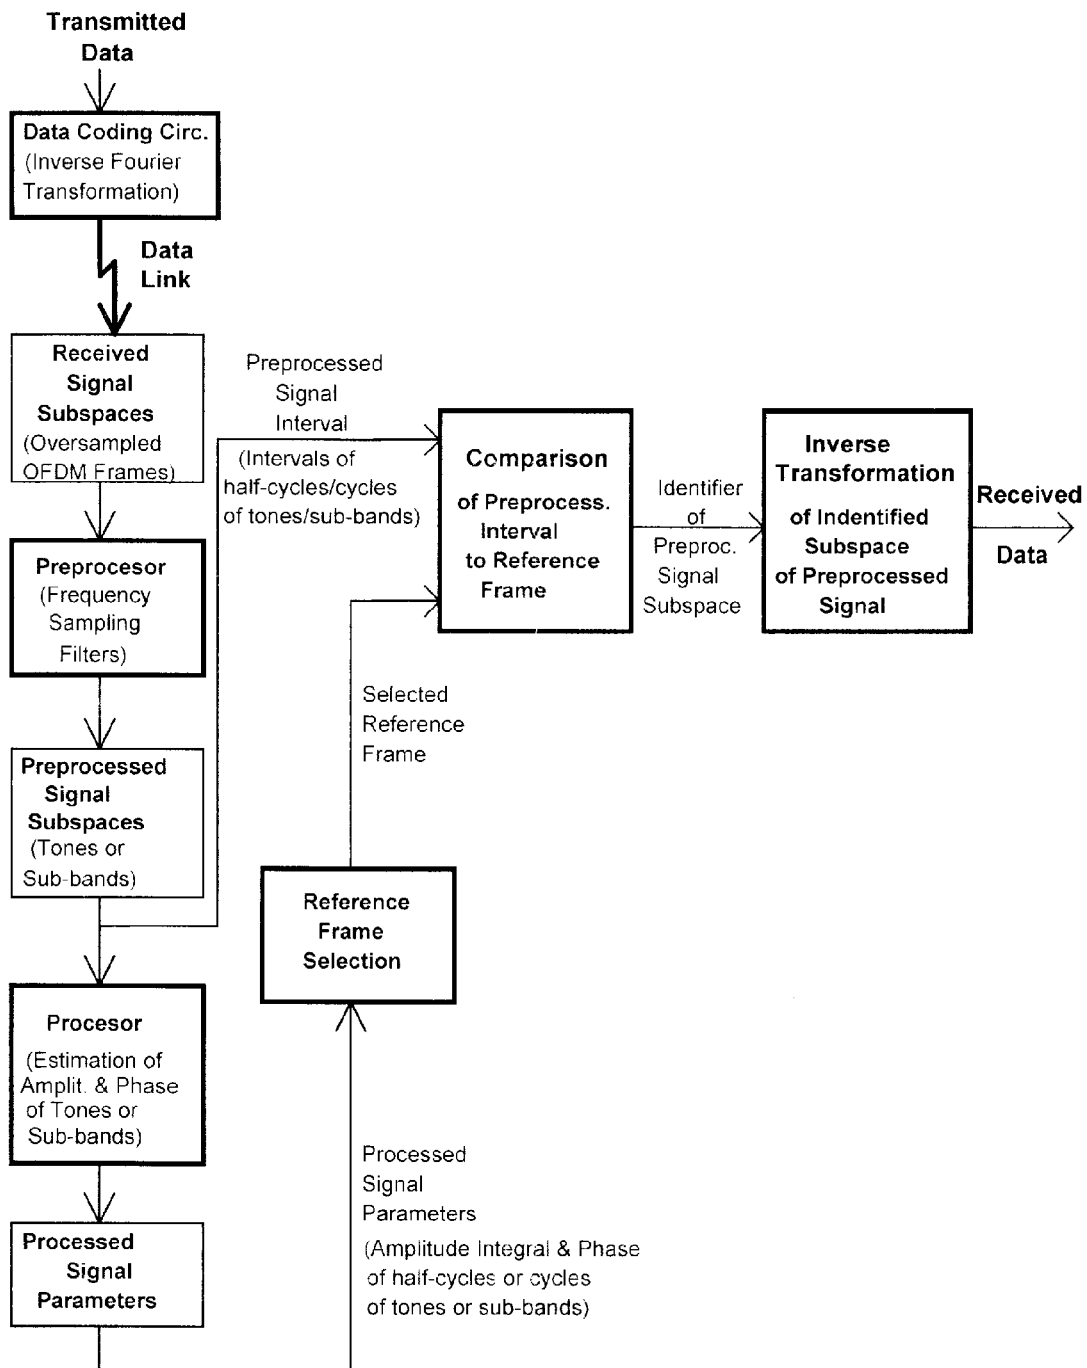 Transmitted
Data
Data Coding Circ.
(Inverse Fourier
Transformation)
Data
Link
Received
Signal
Subspaces
(Oversampled
OFDM Frames)
Preprocesor
(Frequency
Sampling
Filters)
Preprocessed
Signal
Subspaces
(Tones or
Sub-bands)
Procesor
(Estimation of
Amplit. & Phase
of Tones or
Sub-bands)
Processed
Signal
Parameters
Preprocessed
Signal
Interval
(Intervals of
half-cycles/cycles
of tones/sub-bands)
Comparison
of Preprocess.
Interval
to Reference
Frame
Identifier
of
Preproc.
Signal
Subspace
Inverse
Transformation
of Indentified
Subspace
of Preprocessed
Signal
Received
Data
Selected
Reference
Frame
Reference
Frame
Selection
Processed
Signal
Parameters
(Amplitude Integral & Phase
of half-cycles or cycles
of tones or sub-bands)